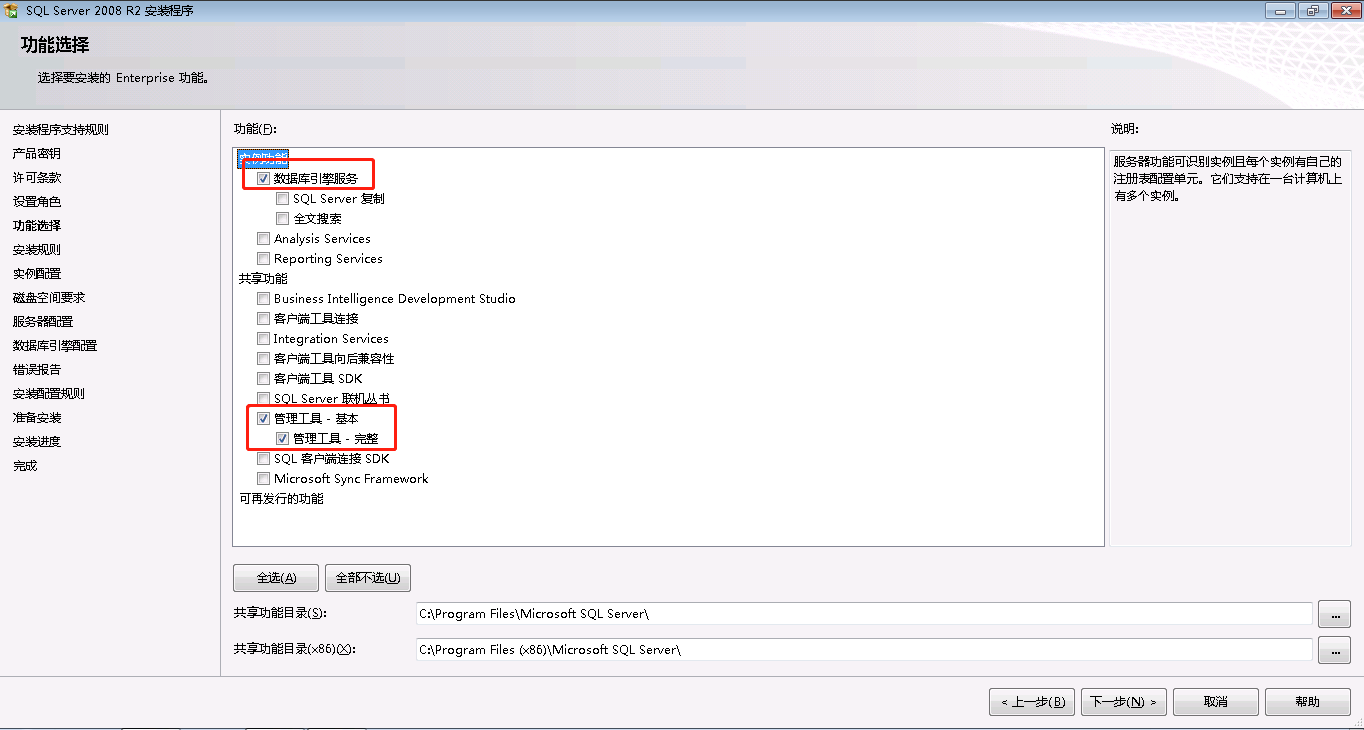 SQL Server 2008 R2 安装程序
功能选择
选择要安装的 Enterprise 功能。
安装程序支持规则
产品密钥
许可条款
设置角色
功能选择
安装规则
实例配置
磁盘空间要求
服务器配置
数据库引擎配置
错误报告
安装配置规则
准备安装
安装进度
完成
功能(F):
实例功能
数据库引擎服务
SQL Server 复制
全文搜索
Analysis Services
Reporting Services
共享功能
Business Intelligence Development Studio
客户端工具连接
Integration Services
客户端工具向后兼容性
客户端工具 SDK
SQL Server 联机丛书
管理工具 - 基本
管理工具 - 完整
SQL 客户端连接 SDK
Microsoft Sync Framework
可再发行的功能
说明:
服务器功能可识别实例且每个实例有自己的
注册表配置单元。它们支持在一台计算机上
有多个实例。
全选(A)
全部不选(U)
共享功能目录(S):
C:\Program Files\Microsoft SQL Server\
...
共享功能目录(x86)(X):
C:\Program Files (x86)\Microsoft SQL Server\
...
< 上一步(B)
下一步(N) >
取消
帮助